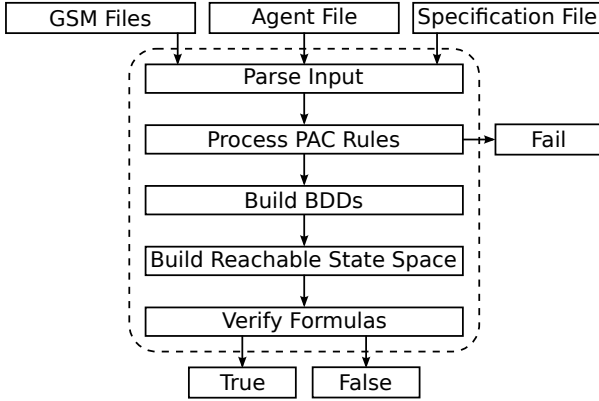 GSM Files
Agent File
Specification File
Parse Input
Process PAC Rules
Fail
Build BDDs
Build Reachable State Space
Verify Formulas
True
False